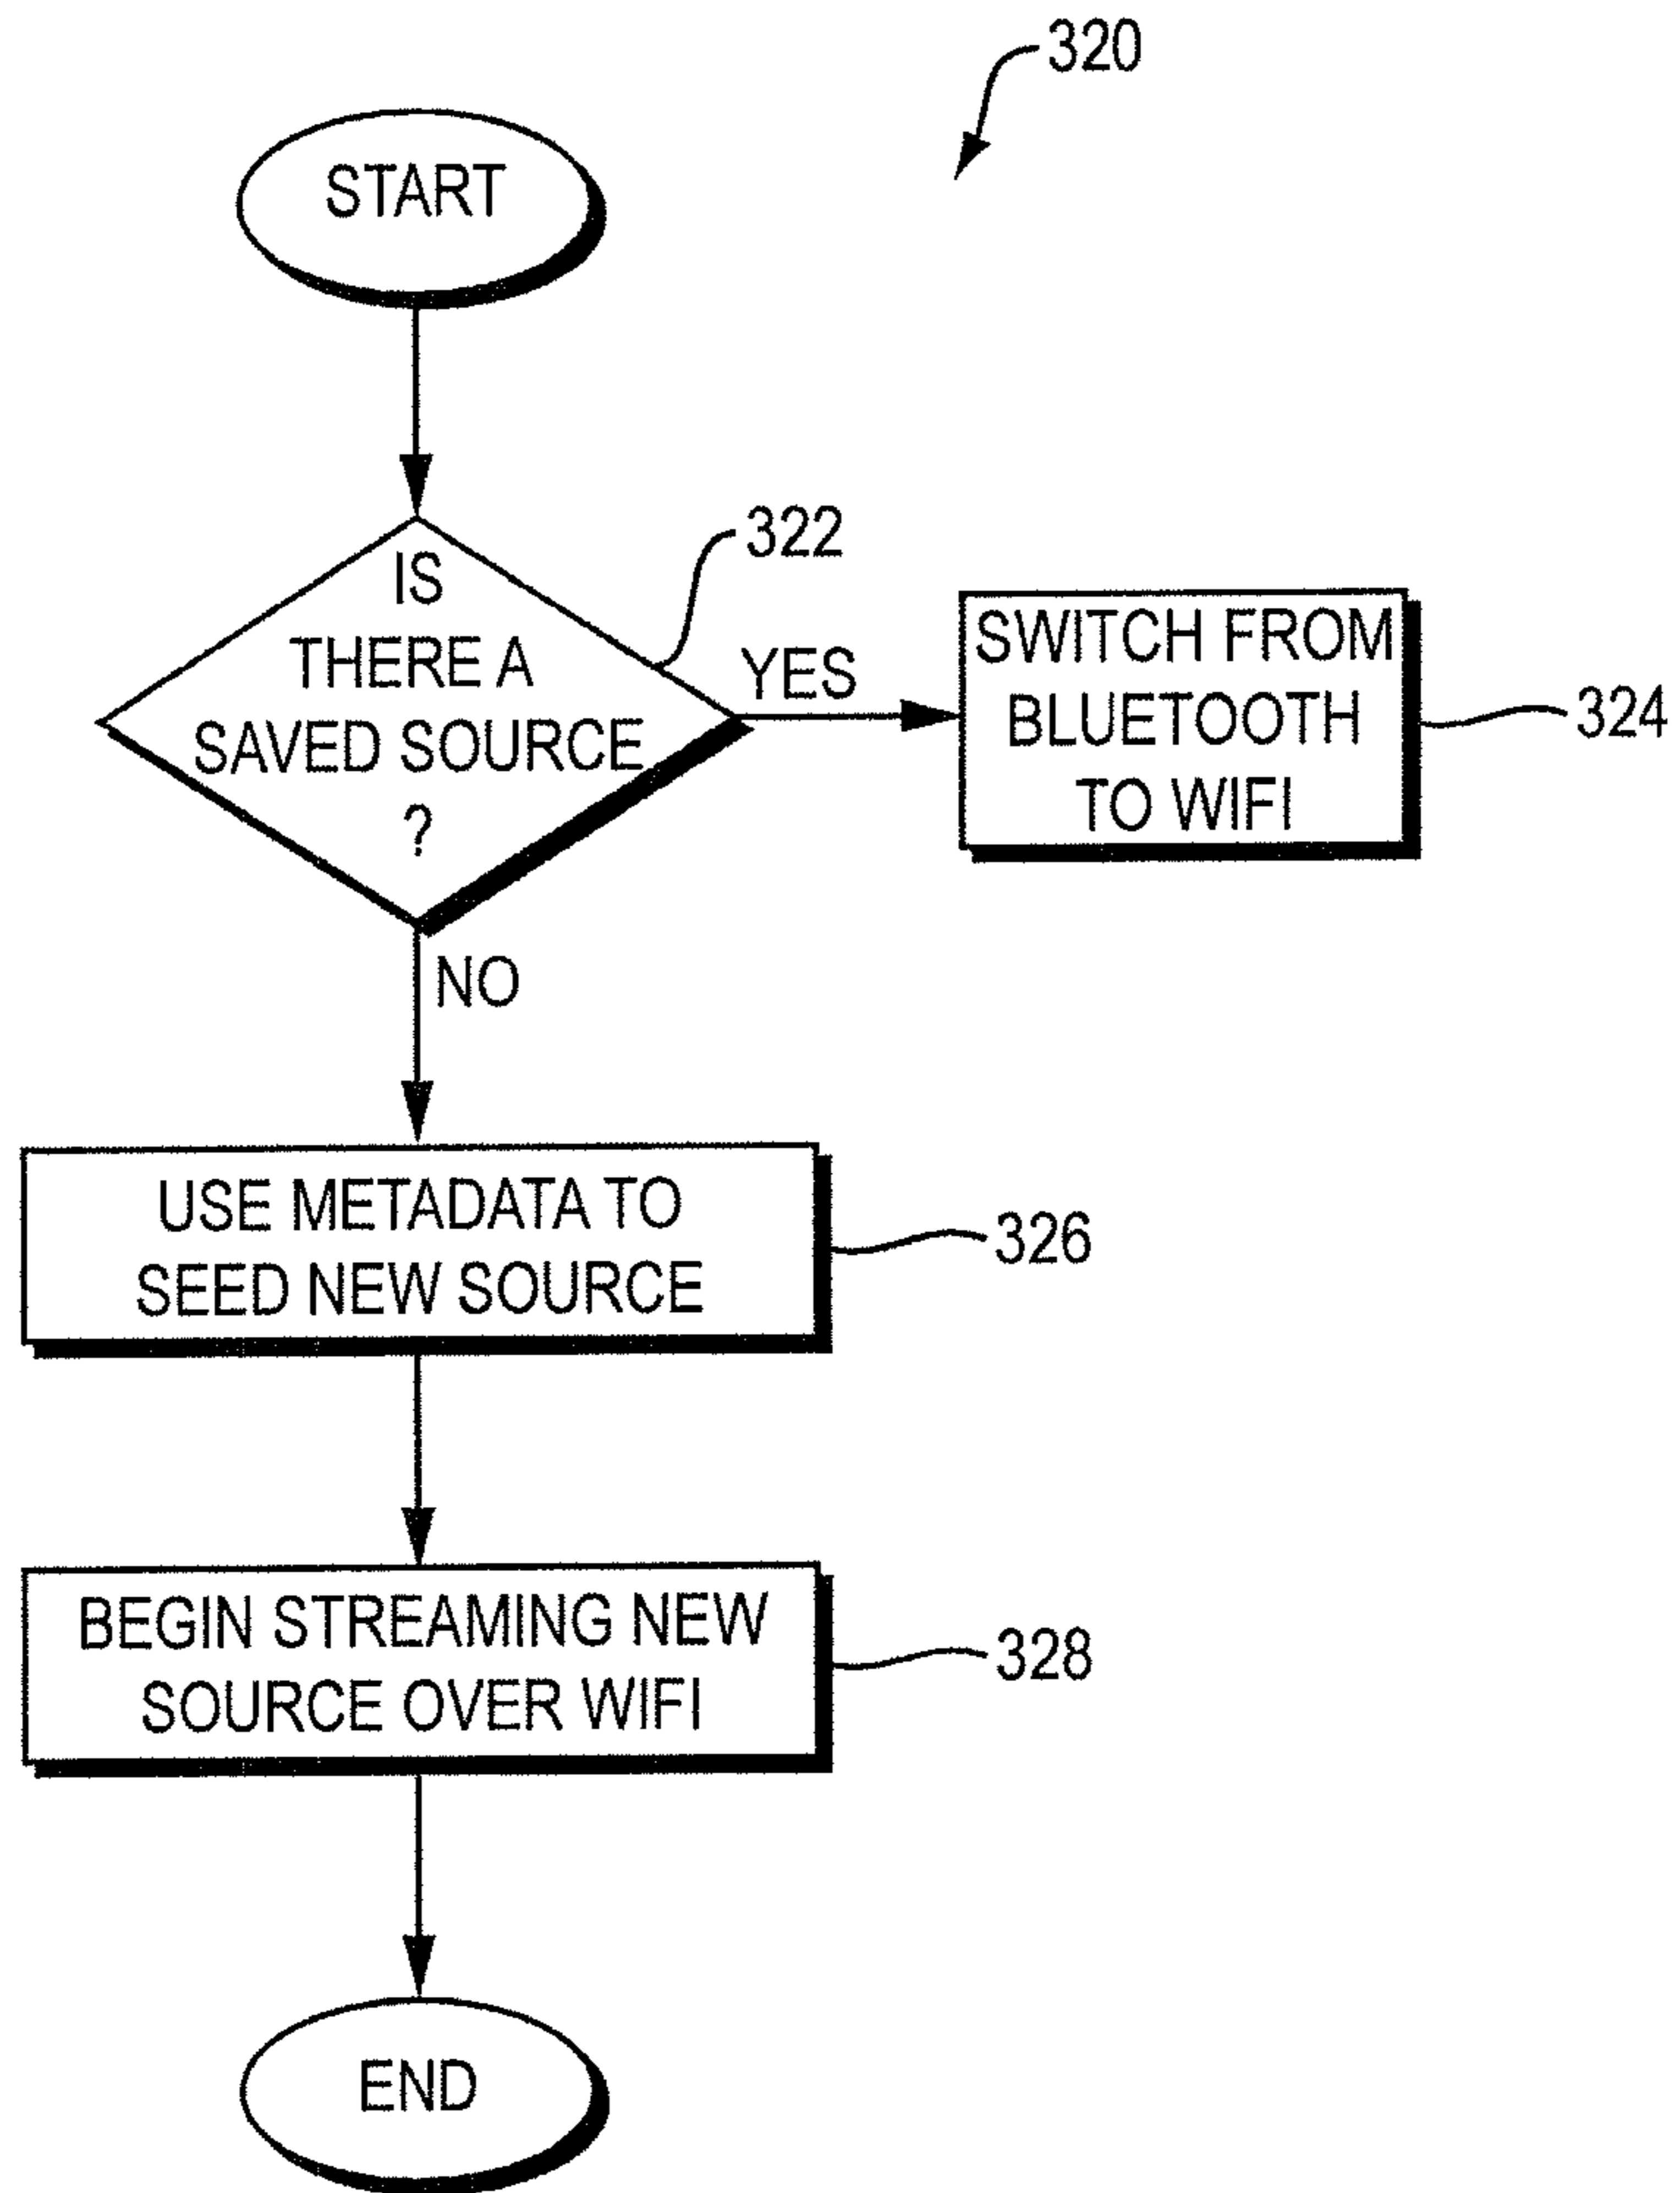 320
START
322
IS
THERE A
SAVED SOURCE
?
YES
SWITCH FROM
BLUETOOTH
TO WIFI
324
NO
USE METADATA TO
SEED NEW SOURCE
326
BEGIN STREAMING NEW
SOURCE OVER WIFI
328
END